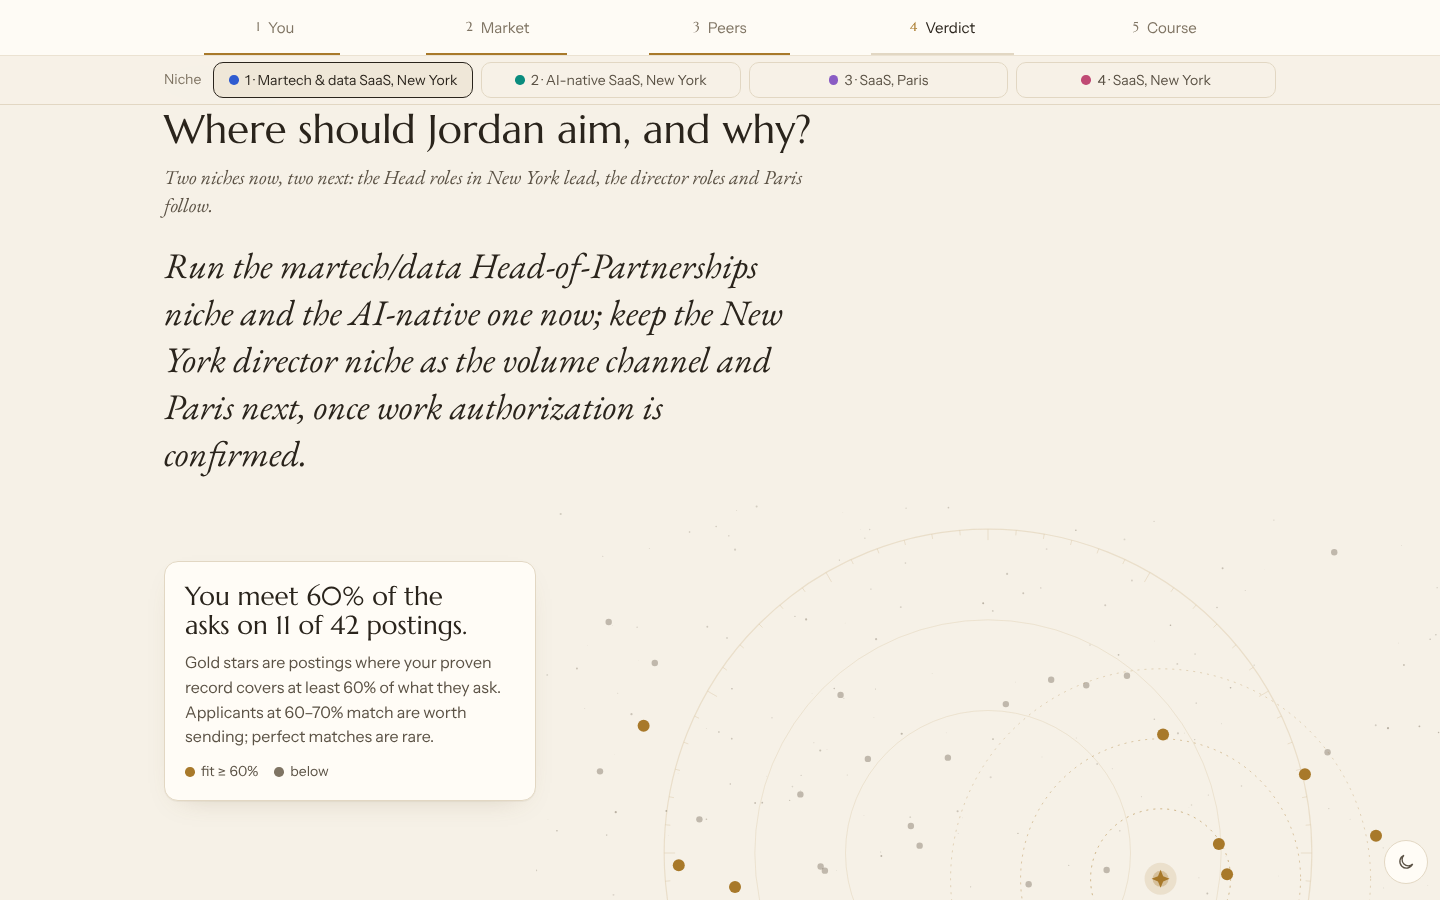 1 You
2 Market
3 Peers
4 Verdict
5 Course
Niche
1 · Martech & data SaaS, New York
2 · AI-native SaaS, New York
3 · SaaS, Paris
4 · SaaS, New York
Where should Jordan aim, and why?
Two niches now, two next: the Head roles in New York lead, the director roles and Paris
follow.
Run the martech/data Head-of-Partnerships
niche and the AI-native one now; keep the New
York director niche as the volume channel and
Paris next, once work authorization is
confirmed.
You meet 60% of the
asks on 11 of 42 postings.
Gold stars are postings where your proven
record covers at least 60% of what they ask.
Applicants at 60–70% match are worth
sending; perfect matches are rare.
fit ≥ 60%
below